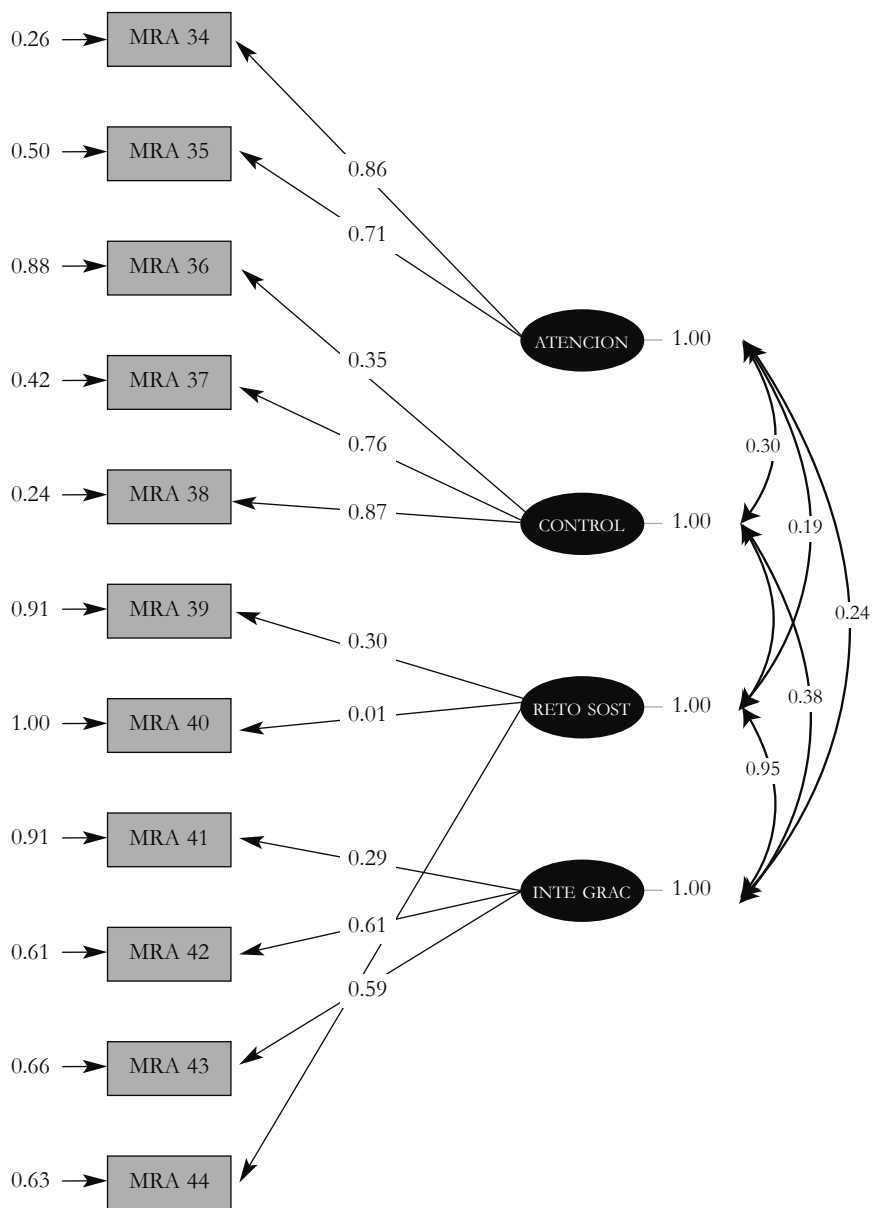 0.26 MRA 34
0.86
0.50 MRA 35
0.71
0.88 MRA 36
ATENCION 1.00
0.35
0.42 MRA 37
0.76
0.30
0.24 MRA 38
0.87
CONTROL 1.00
0.19
0.91 MRA 39
0.24
0.30
0.38
RETO SOST 1.00
1.00 MRA 40
0.01
0.95
0.91 MRA 41
0.29
INTE GRAC 1.00
0.61
0.61 MRA 42
0.59
0.66 MRA 43
0.63 MRA 44